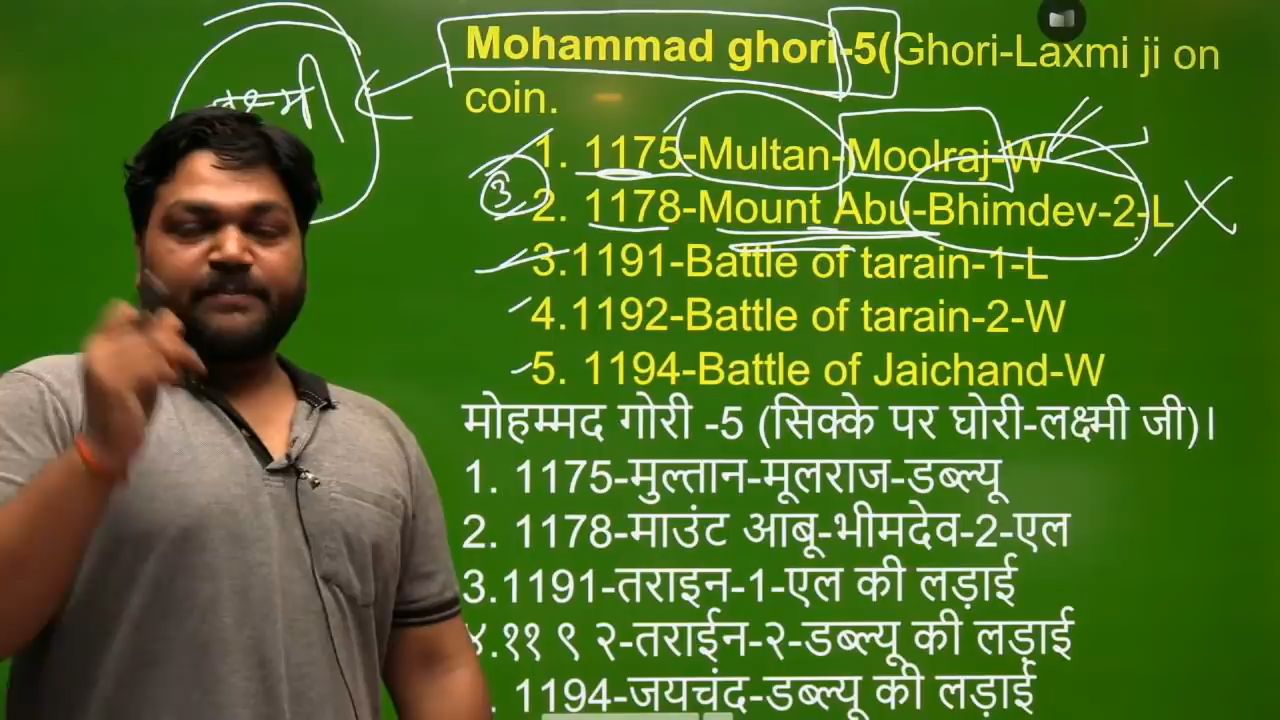 Mohammad ghori-5(Ghori-Laxmi ji on
coin.
1. 1175-Multan-Moolraj-W
③
2. 1178-Mount Abu-Bhimdev-2-L
3.1191-Battle of tarain-1-L
4.1192-Battle of tarain-2-W
5. 1194-Battle of Jaichand-W
मोहम्मद गोरी -5 (सिक्के पर घोरी-लक्ष्मी जी)।
1. 1175-मुल्तान-मूलराज-डब्ल्यू
2. 1178-माउंट आबू-भीमदेव-2-एल
3.1191-तराइन-1-एल की लड़ाई
४.११ ९ २-तराईन-२-डब्ल्यू की लड़ाई
. 1194-जयचंद-डब्ल्यू की लड़ाई